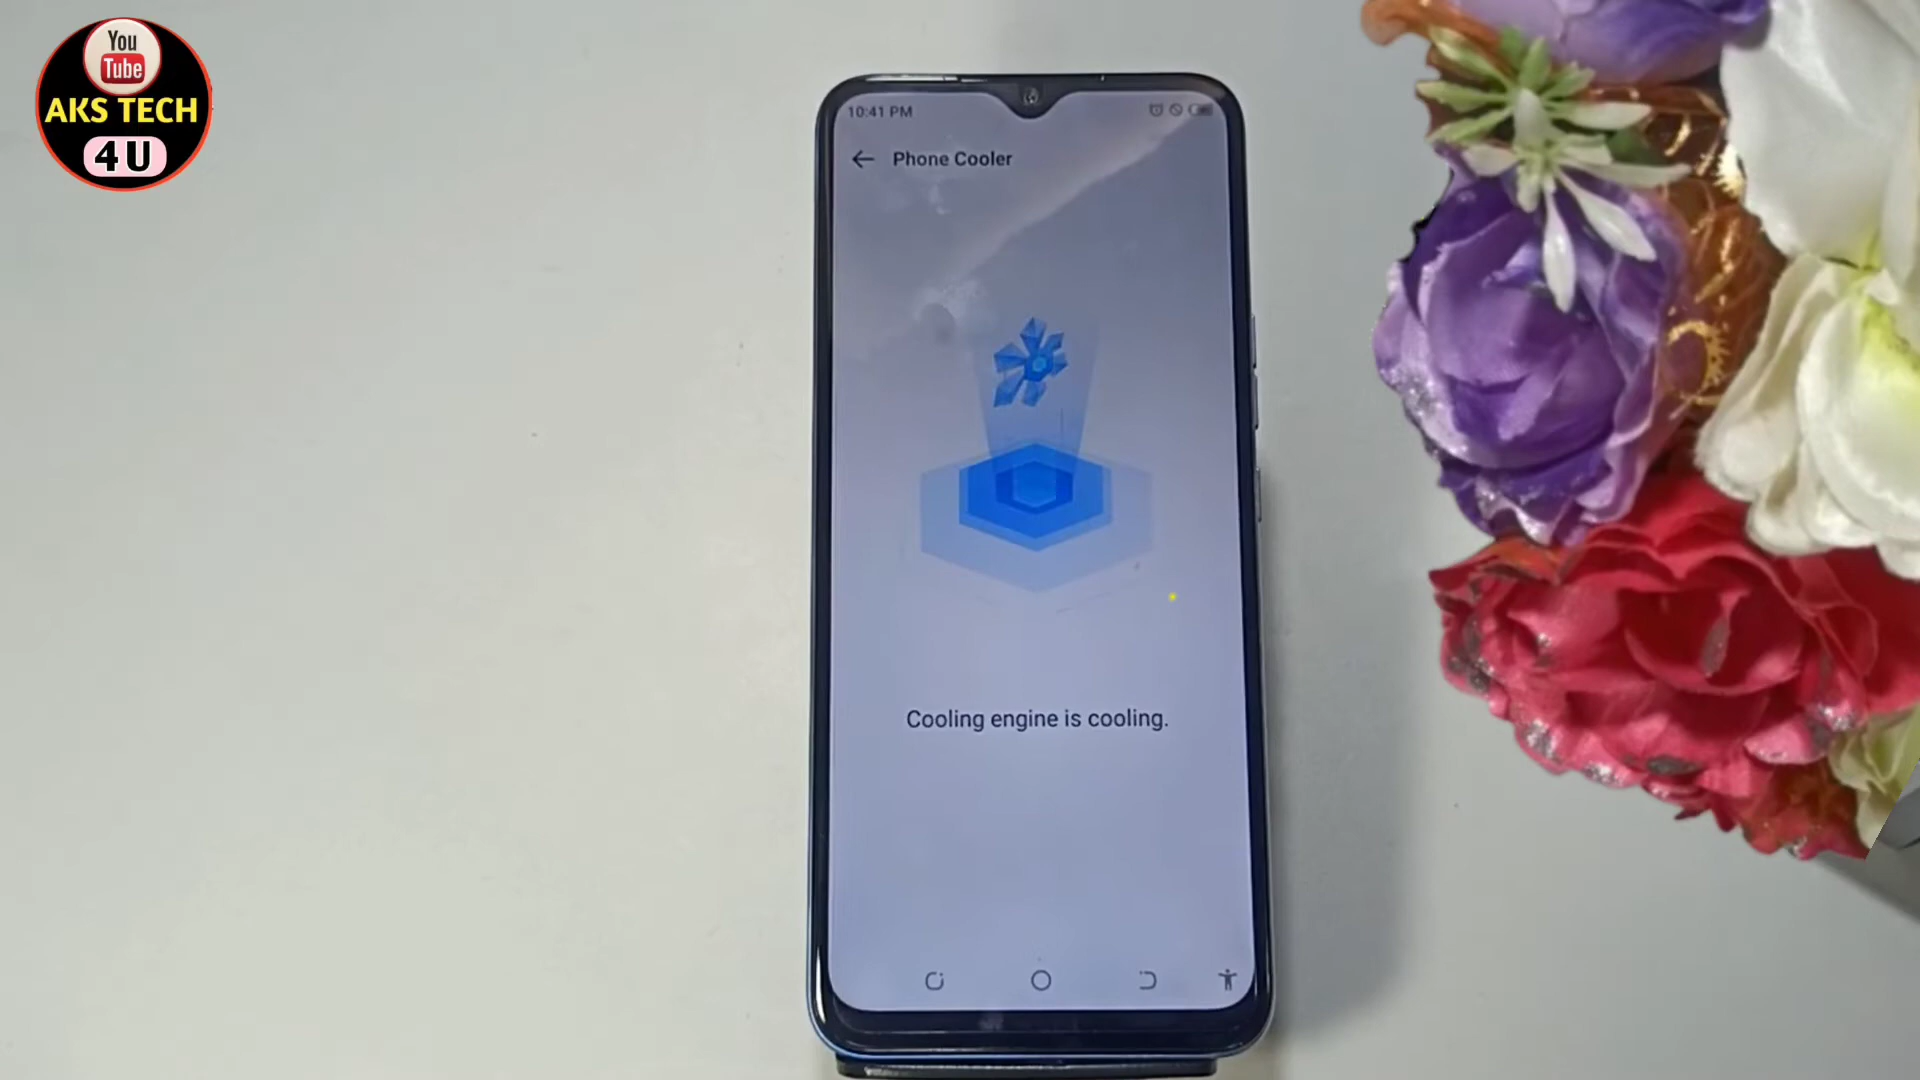 You
Tube
AKS TECH
4U
10:41 PM
Phone Cooler
Cooling engine is cooling.